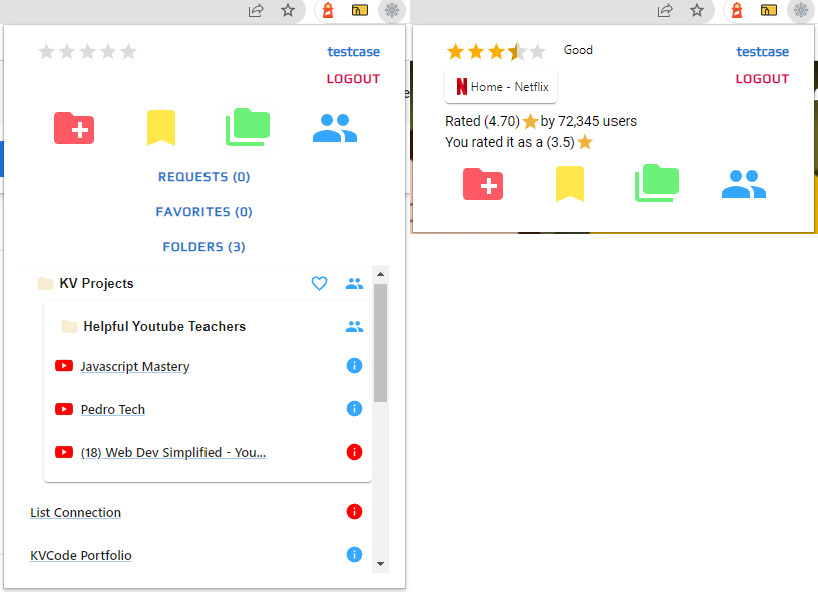 testcase
LOGOUT
REQUESTS (0)
FAVORITES (0)
FOLDERS (3)
KV Projects
Helpful Youtube Teachers
Javascript Mastery
Pedro Tech
(18) Web Dev Simplified - You...
List Connection
KVCode Portfolio
Good
testcase
LOGOUT
Home - Netflix
Rated (4.70) by 72,345 users
You rated it as a (3.5)